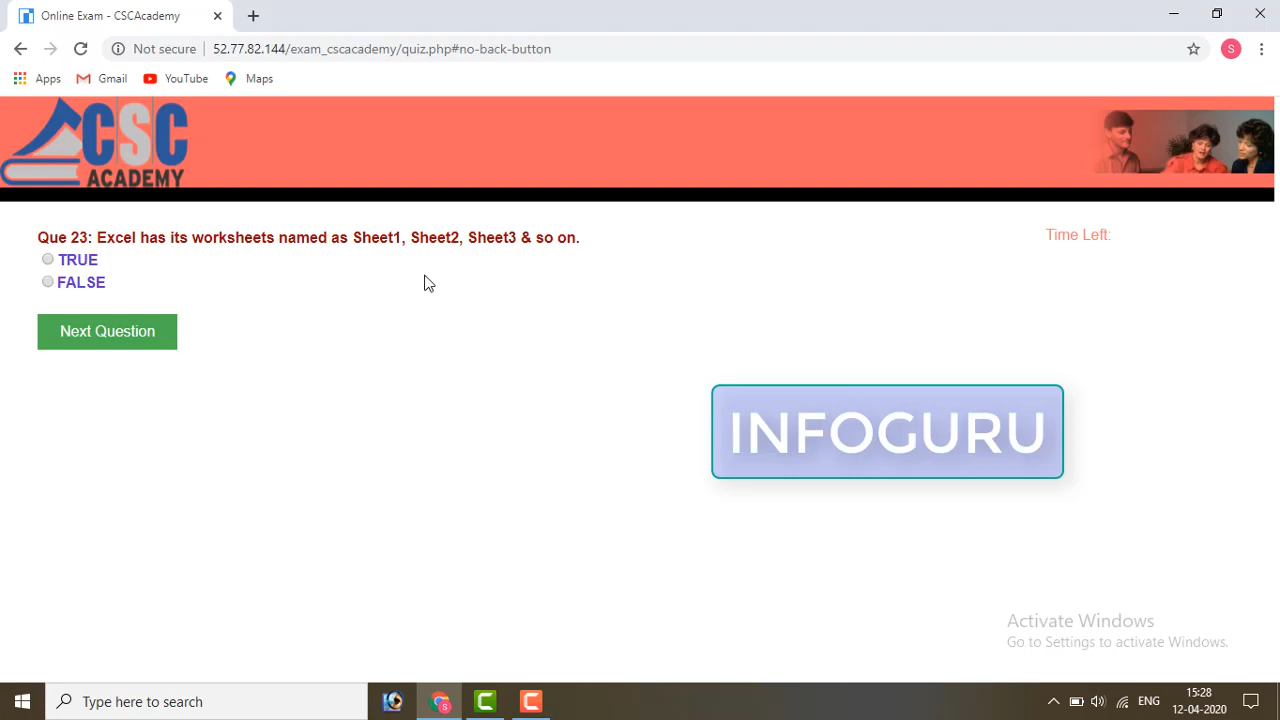 Online Exam - CSCAcademy
Not secure 52.77.82.144/exam_cscacademy/quiz.php#no-back-button
S
Apps Gmail YouTube Maps
CSC
ACADEMY
Que 23: Excel has its worksheets named as Sheet1, Sheet2, Sheet3 & so on.
Time Left:
TRUE
FALSE
Next Question
INFOGURU
Activate Windows
Go to Settings to activate Windows.
Type here to search
ENG
15:28
12-04-2020